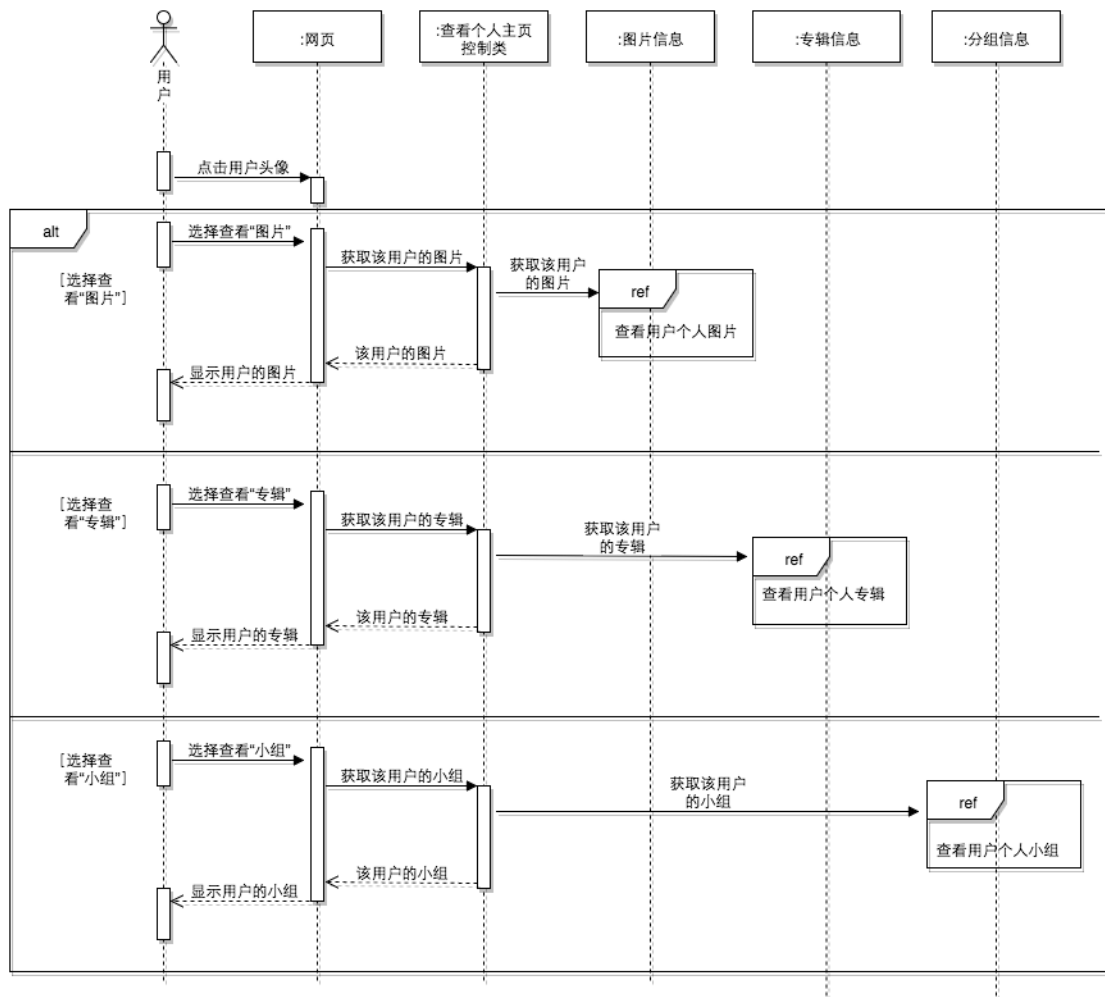 :网页
:查看个人主页
控制类
:图片信息
:专辑信息
:分组信息
用
户
点击用户头像
alt
选择查看“图片”
[选择查
看“图片”]
获取该用户的图片
获取该用户
的图片
ref
查看用户个人图片
该用户的图片
显示用户的图片
选择查看“专辑”
[选择查
看“专辑”]
获取该用户的专辑
获取该用户
的专辑
ref
查看用户个人专辑
该用户的专辑
显示用户的专辑
选择查看“小组”
[选择查
看“小组”]
获取该用户的小组
获取该用户
的小组
ref
查看用户个人小组
该用户的小组
显示用户的小组